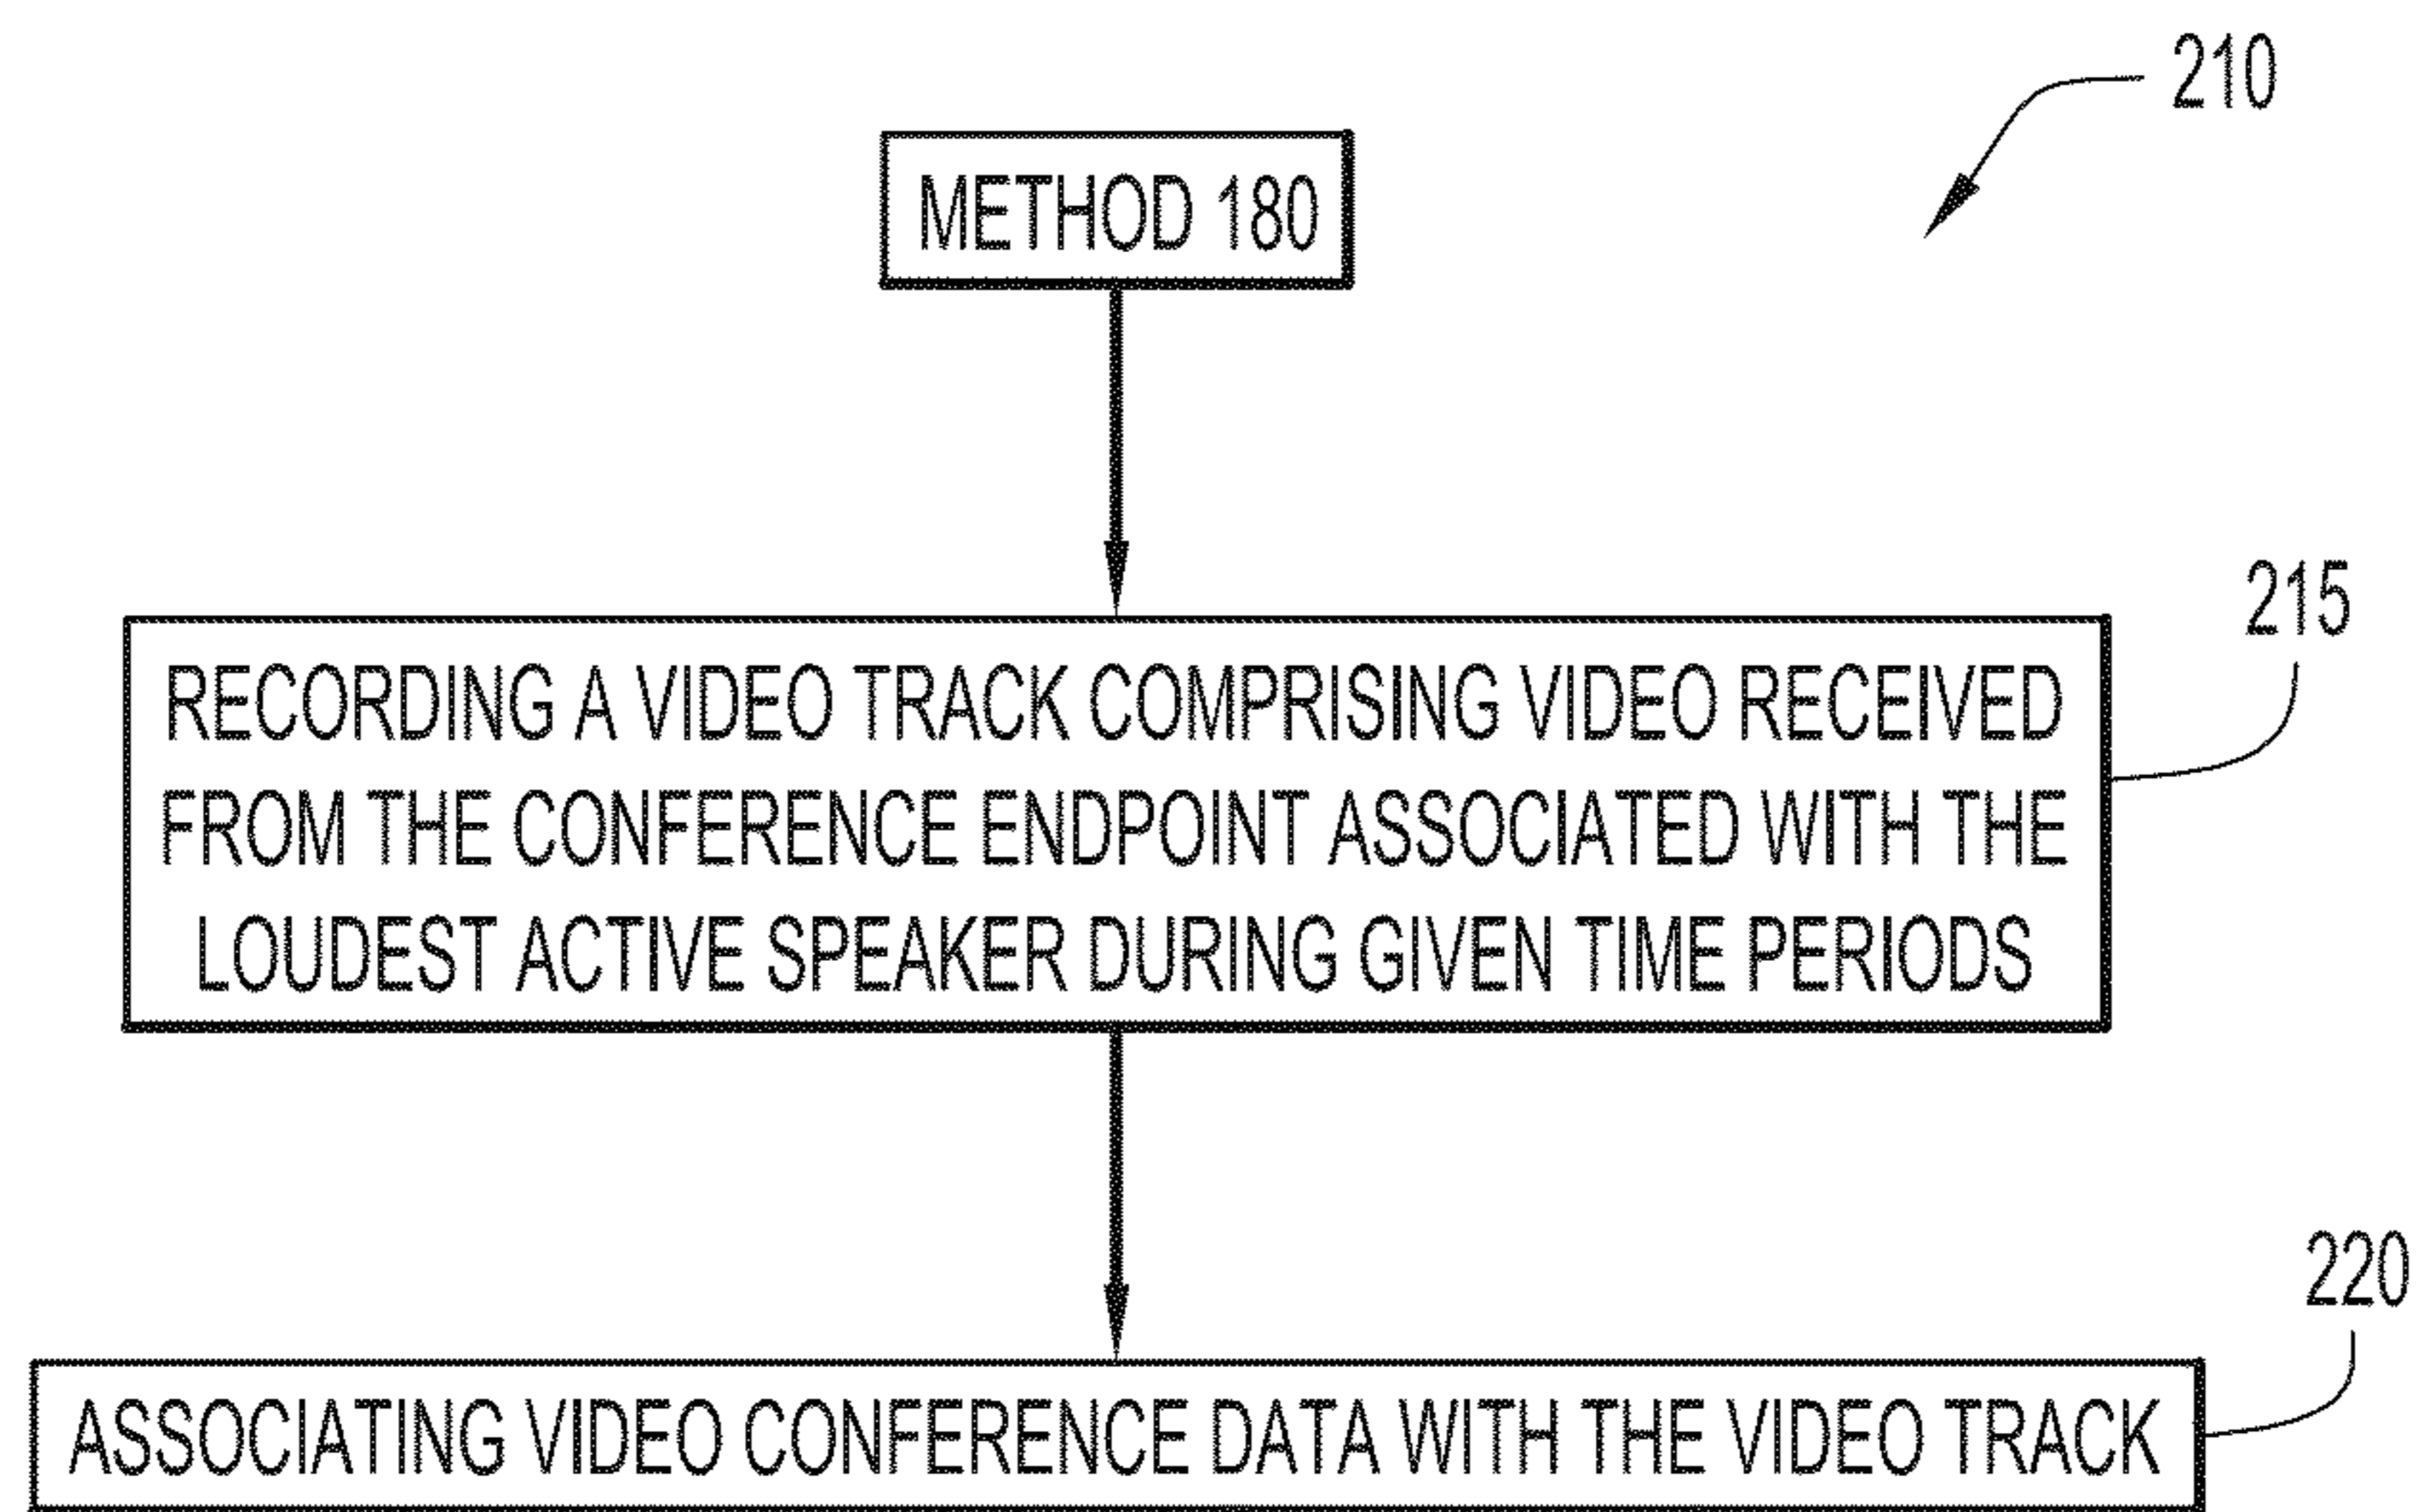 210
METHOD 180
215
RECORDING A VIDEO TRACK COMPRISING VIDEO RECEIVED
FROM THE CONFERENCE ENDPOINT ASSOCIATED WITH THE
LOUDEST ACTIVE SPEAKER DURING GIVEN TIME PERIODS
220
ASSOCIATING VIDEO CONFERENCE DATA WITH THE VIDEO TRACK